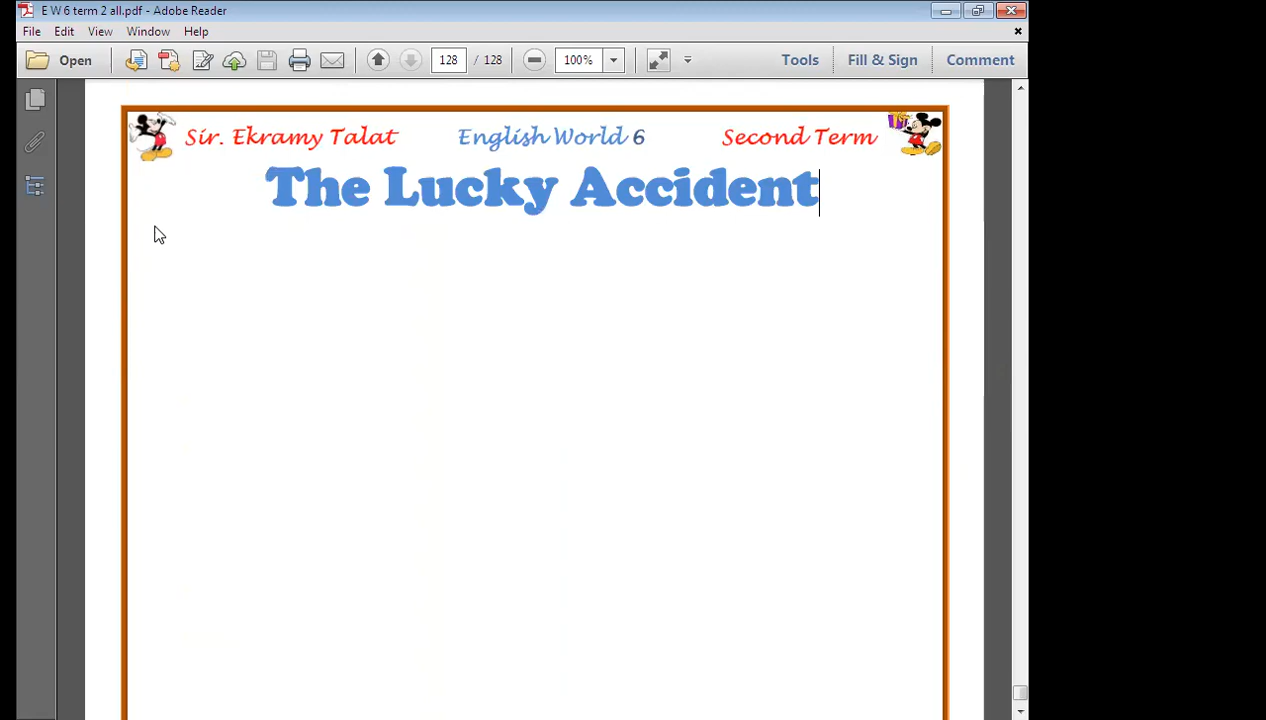 E W 6 term 2 all.pdf - Adobe Reader
File Edit View Window Help
Open 128 / 128 100% Tools Fill & Sign Comment
Sir. Ekramy Talat English World 6 Second Term
The Lucky Accident